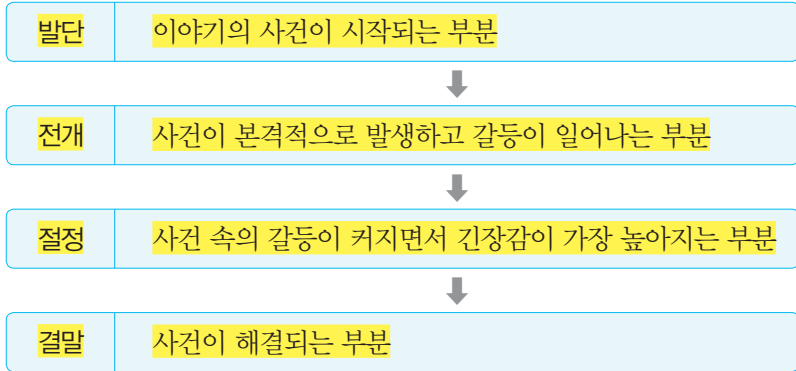 발단 이야기의 사건이 시작되는 부분
전개 사건이 본격적으로 발생하고 갈등이 일어나는 부분
절정 사건 속의 갈등이 커지면서 긴장감이 가장 높아지는 부분
결말 사건이 해결되는 부분